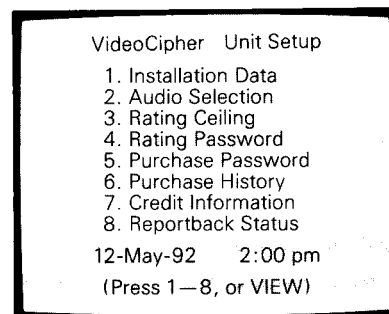 VideoCipher Unit Setup
1. Installation Data
2. Audio Selection
3. Rating Ceiling
4. Rating Password
5. Purchase Password
6. Purchase History
7. Credit Information
8. Reportback Status
12-May-92 2:00 pm
(Press 1—8, or VIEW)